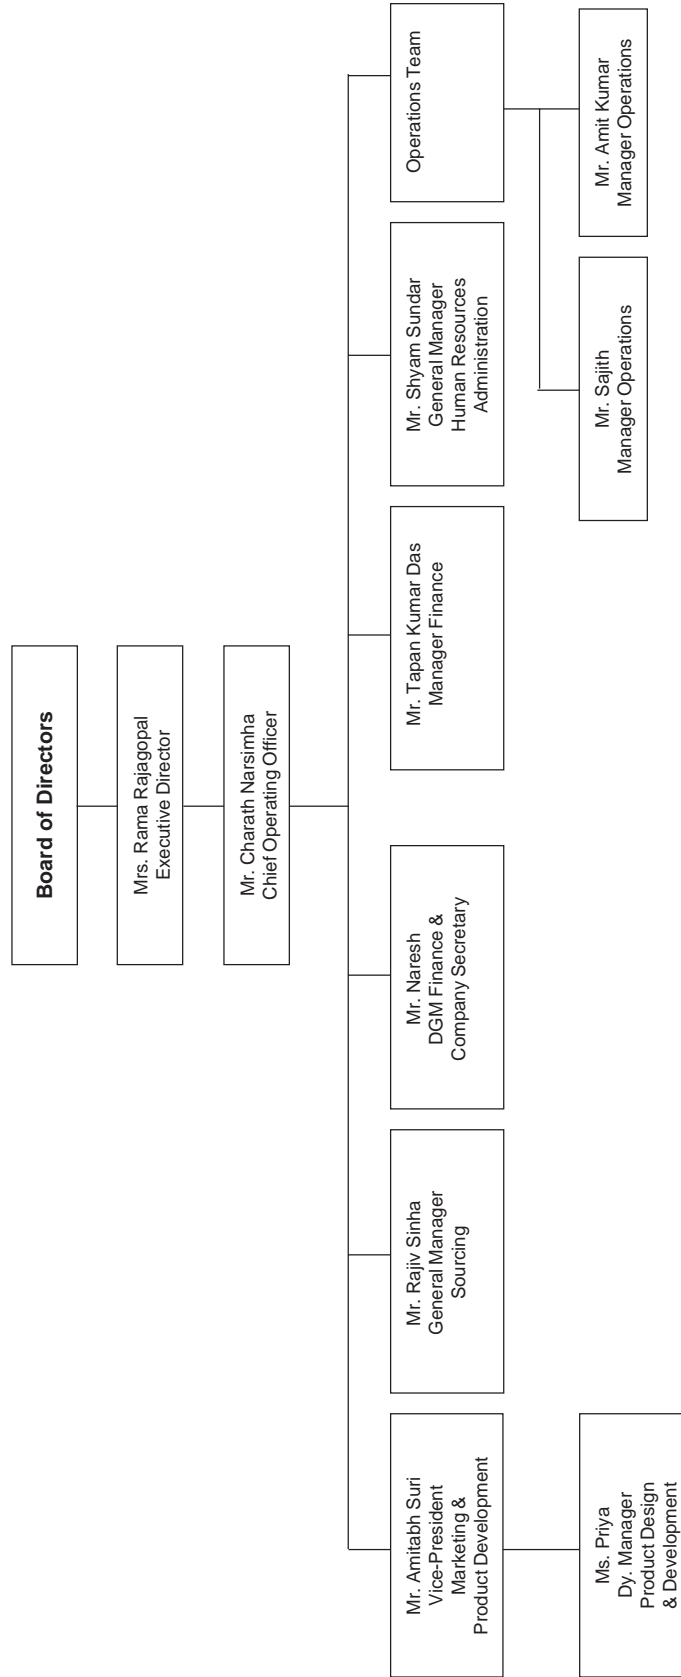 Board of Directors
Mrs. Rama Rajagopal
Executive Director
Mr. Charath Narsimha
Chief Operating Officer
Mr. Amitabh Suri
Vice-President
Marketing &
Product Development
Mr. Rajiv Sinha
General Manager
Sourcing
Mr. Naresh
DGM Finance &
Company Secretary
Mr. Tapan Kumar Das
Manager Finance
Mr. Shyam Sundar
General Manager
Human Resources
Administration
Operations Team
Ms. Priya
Dy. Manager
Product Design
& Development
Mr. Sajith
Manager Operations
Mr. Amit Kumar
Manager Operations